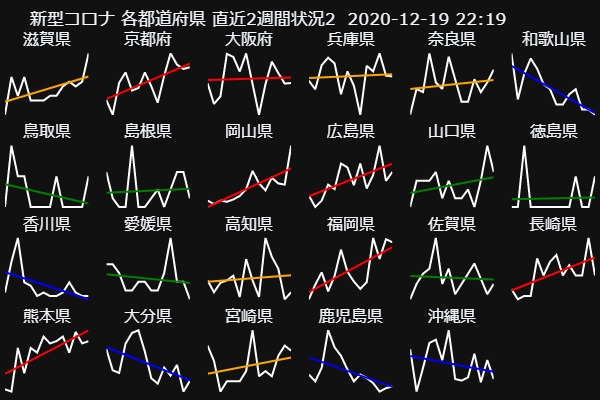 新型コロナ 各都道府県 直近2週間状況2 2020-12-19 22:19
滋賀県 京都府 大阪府 兵庫県 奈良県 和歌山県
鳥取県 島根県 岡山県 広島県 山口県 徳島県
香川県 愛媛県 高知県 福岡県 佐賀県 長崎県
熊本県 大分県 宮崎県 鹿児島県 沖縄県